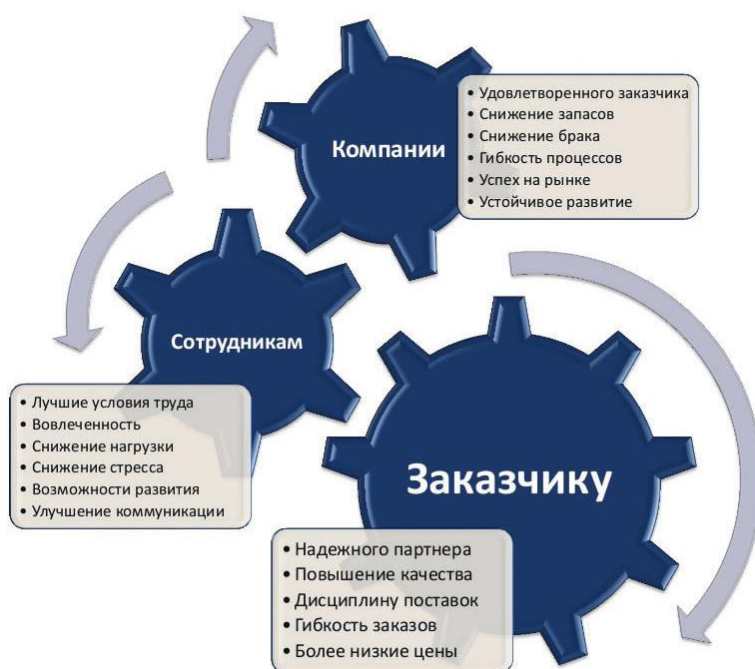 Компании
• Удовлетворенного заказчика
• Снижение запасов
• Снижение брака
• Гибкость процессов
• Успех на рынке
• Устойчивое развитие
Сотрудникам
• Лучшие условия труда
• Вовлеченность
• Снижение нагрузки
• Снижение стресса
• Возможности развития
• Улучшение коммуникации
Заказчику
• Надежного партнера
• Повышение качества
• Дисциплину поставок
• Гибкость заказов
• Более низкие цены